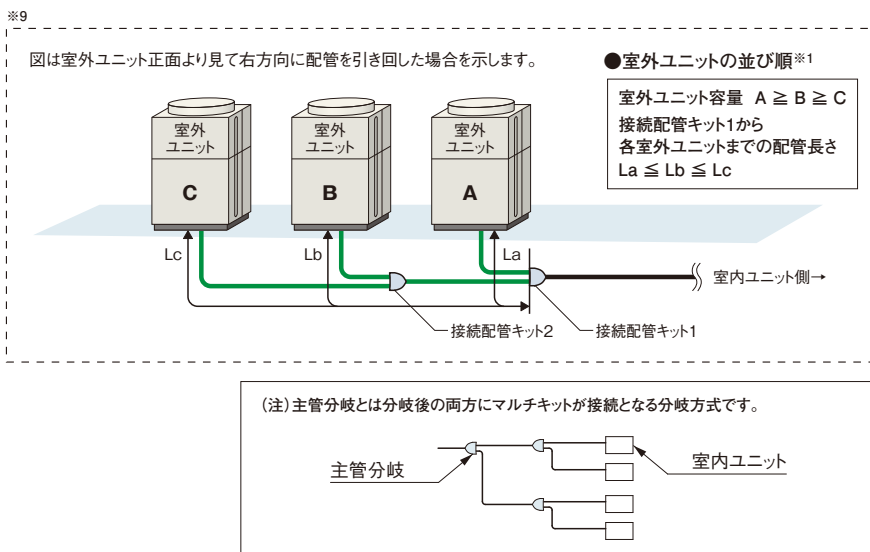 ※9
図は室外ユニット正面より見て右方向に配管を引き回した場合を示します。
●室外ユニットの並び順※1
室外ユニット容量 A ≧ B ≧ C
接続配管キット1から
各室外ユニットまでの配管長さ
La ≦ Lb ≦ Lc
室外
ユニット
C
室外
ユニット
B
室外
ユニット
A
Lc
Lb
La
室内ユニット側→
接続配管キット2
接続配管キット1
(注)主管分岐とは分岐後の両方にマルチキットが接続となる分岐方式です。
主管分岐
室内ユニット